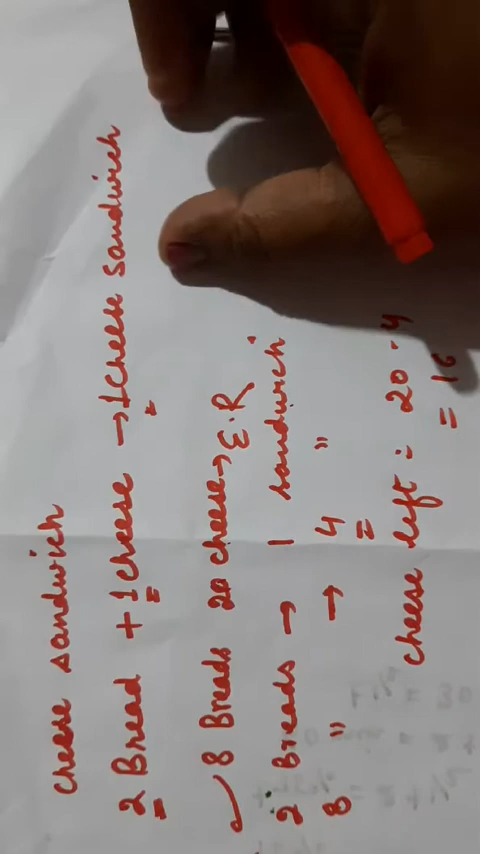 cheese sandwich
2 Bread + 1 cheese → 1 cheese sandwich
8 Breads 20 cheese → E.R
2 Breads → 1 sandwich
8 " → 4 "
cheese left = 20 - 4
= 16